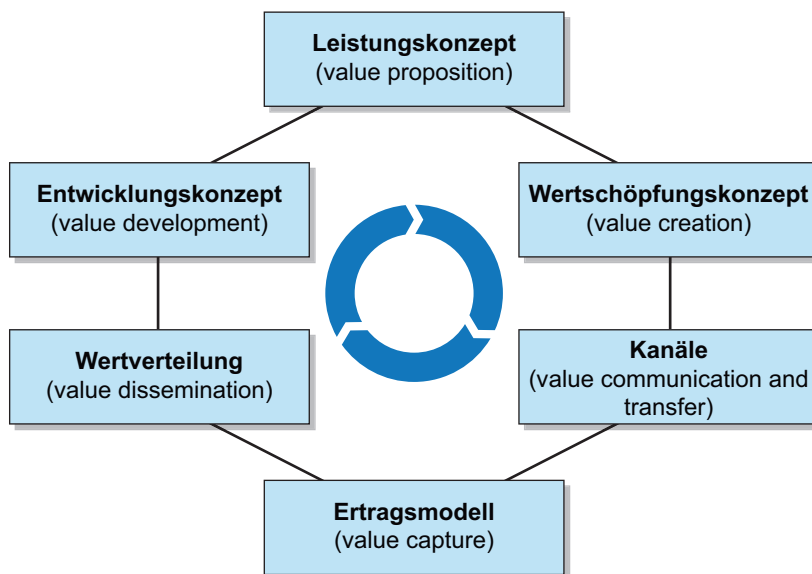 Leistungskonzept
(value proposition)
Entwicklungskonzept
(value development)
Wertschöpfungskonzept
(value creation)
Wertverteilung
(value dissemination)
Kanäle
(value communication and
transfer)
Ertragsmodell
(value capture)